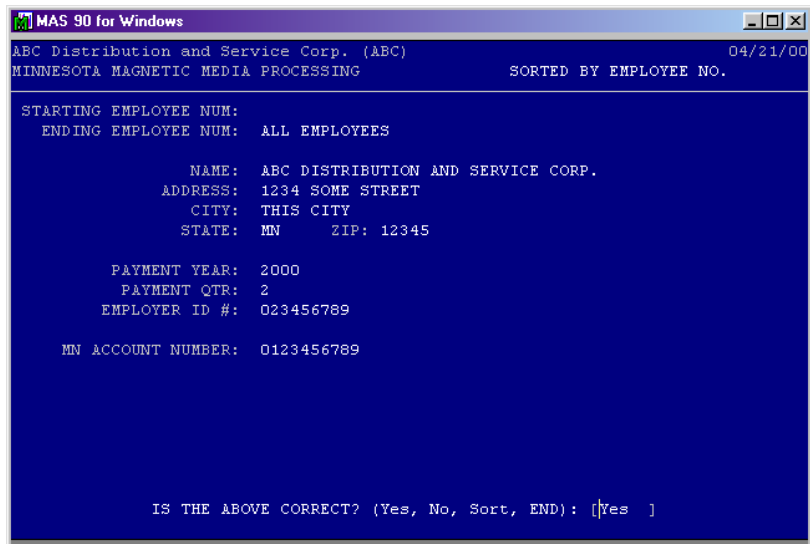 MAS 90 for Windows
ABC Distribution and Service Corp. (ABC) 04/21/00
MINNESOTA MAGNETIC MEDIA PROCESSING SORTED BY EMPLOYEE NO.
STARTING EMPLOYEE NUM:
ENDING EMPLOYEE NUM: ALL EMPLOYEES
NAME: ABC DISTRIBUTION AND SERVICE CORP.
ADDRESS: 1234 SOME STREET
CITY: THIS CITY
STATE: MN ZIP: 12345
PAYMENT YEAR: 2000
PAYMENT QTR: 2
EMPLOYER ID #: 023456789
MN ACCOUNT NUMBER: 0123456789
IS THE ABOVE CORRECT? (Yes, No, Sort, END): [Yes ]